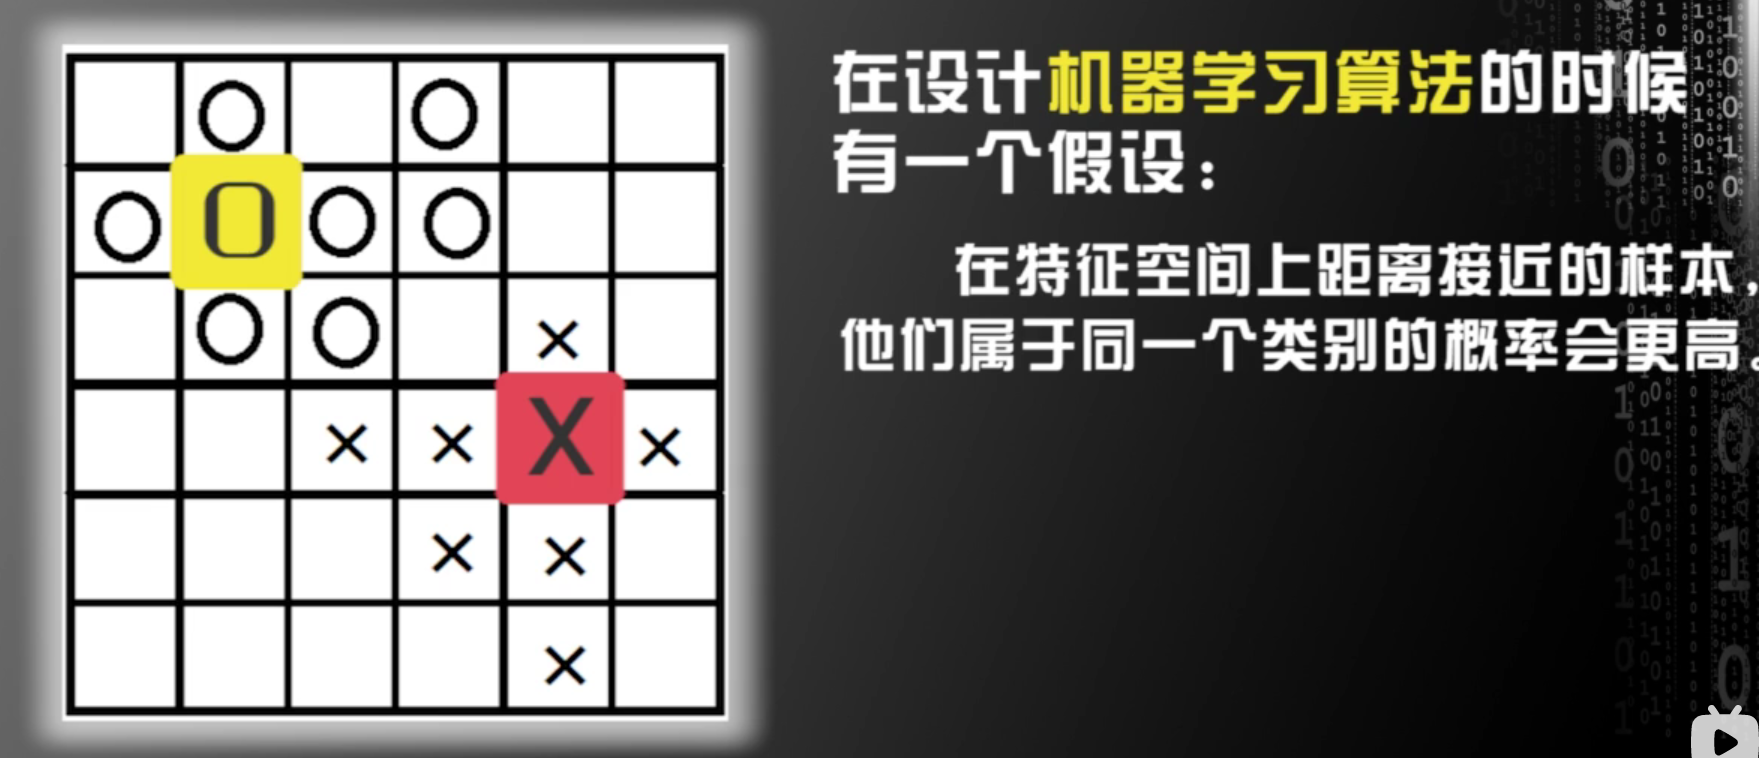 O O
O O O O
O O ×
× × X ×
× ×
×
在设计机器学习算法的时候
有一个假设：
在特征空间上距离接近的样本，
他们属于同一个类别的概率会更高。